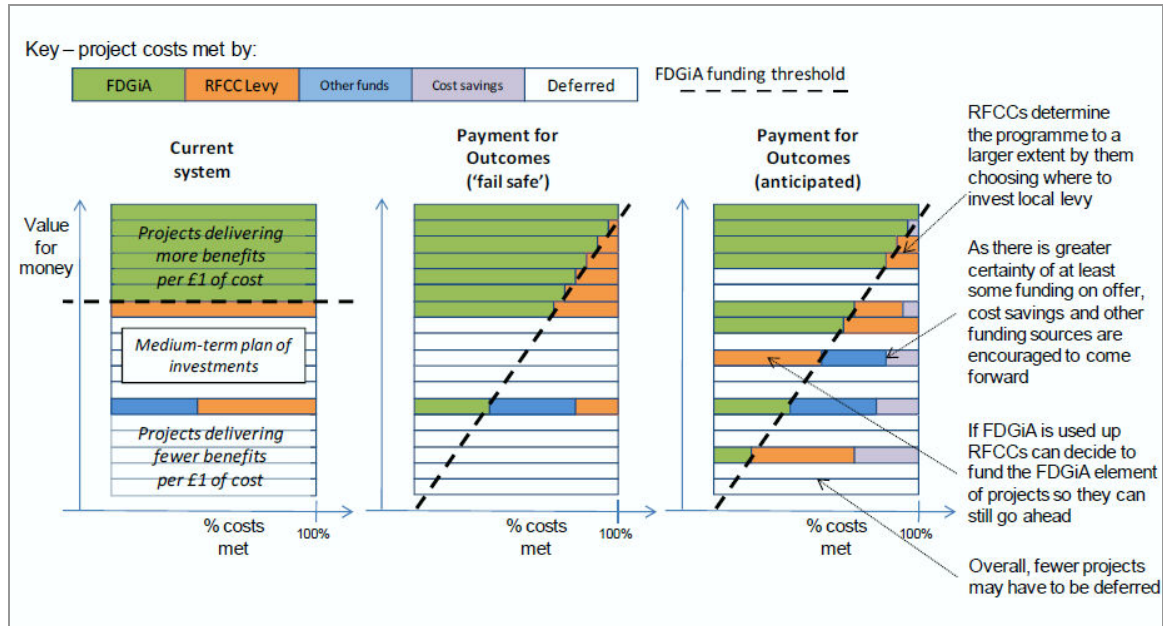 Key – project costs met by:
FDGiA
RFCC Levy
Other funds
Cost savings
Deferred
FDGiA funding threshold
Current
system
Payment for
Outcomes
('fail safe')
Payment for
Outcomes
(anticipated)
Value
for
money
Projects delivering
more benefits
per £1 of cost
Medium-term plan of
investments
Projects delivering
fewer benefits
per £1 of cost
% costs
met
100%
% costs
met
100%
% costs
met
100%
RFCCs determine
the programme to a
larger extent by them
choosing where to
invest local levy
As there is greater
certainty of at least
some funding on offer,
cost savings and other
funding sources are
encouraged to come
forward
If FDGiA is used up
RFCCs can decide to
fund the FDGiA element
of projects so they can
still go ahead
Overall, fewer projects
may have to be deferred